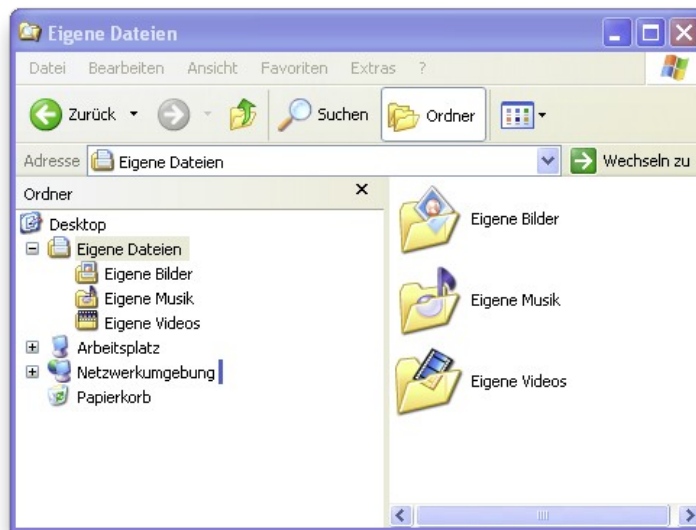 Eigene Dateien
Datei Bearbeiten Ansicht Favoriten Extras ?
Zurück Suchen Ordner
Adresse Eigene Dateien Wechseln zu
Ordner
Desktop
Eigene Dateien
Eigene Bilder
Eigene Musik
Eigene Videos
Arbeitsplatz
Netzwerkumgebung
Papierkorb
Eigene Bilder
Eigene Musik
Eigene Videos